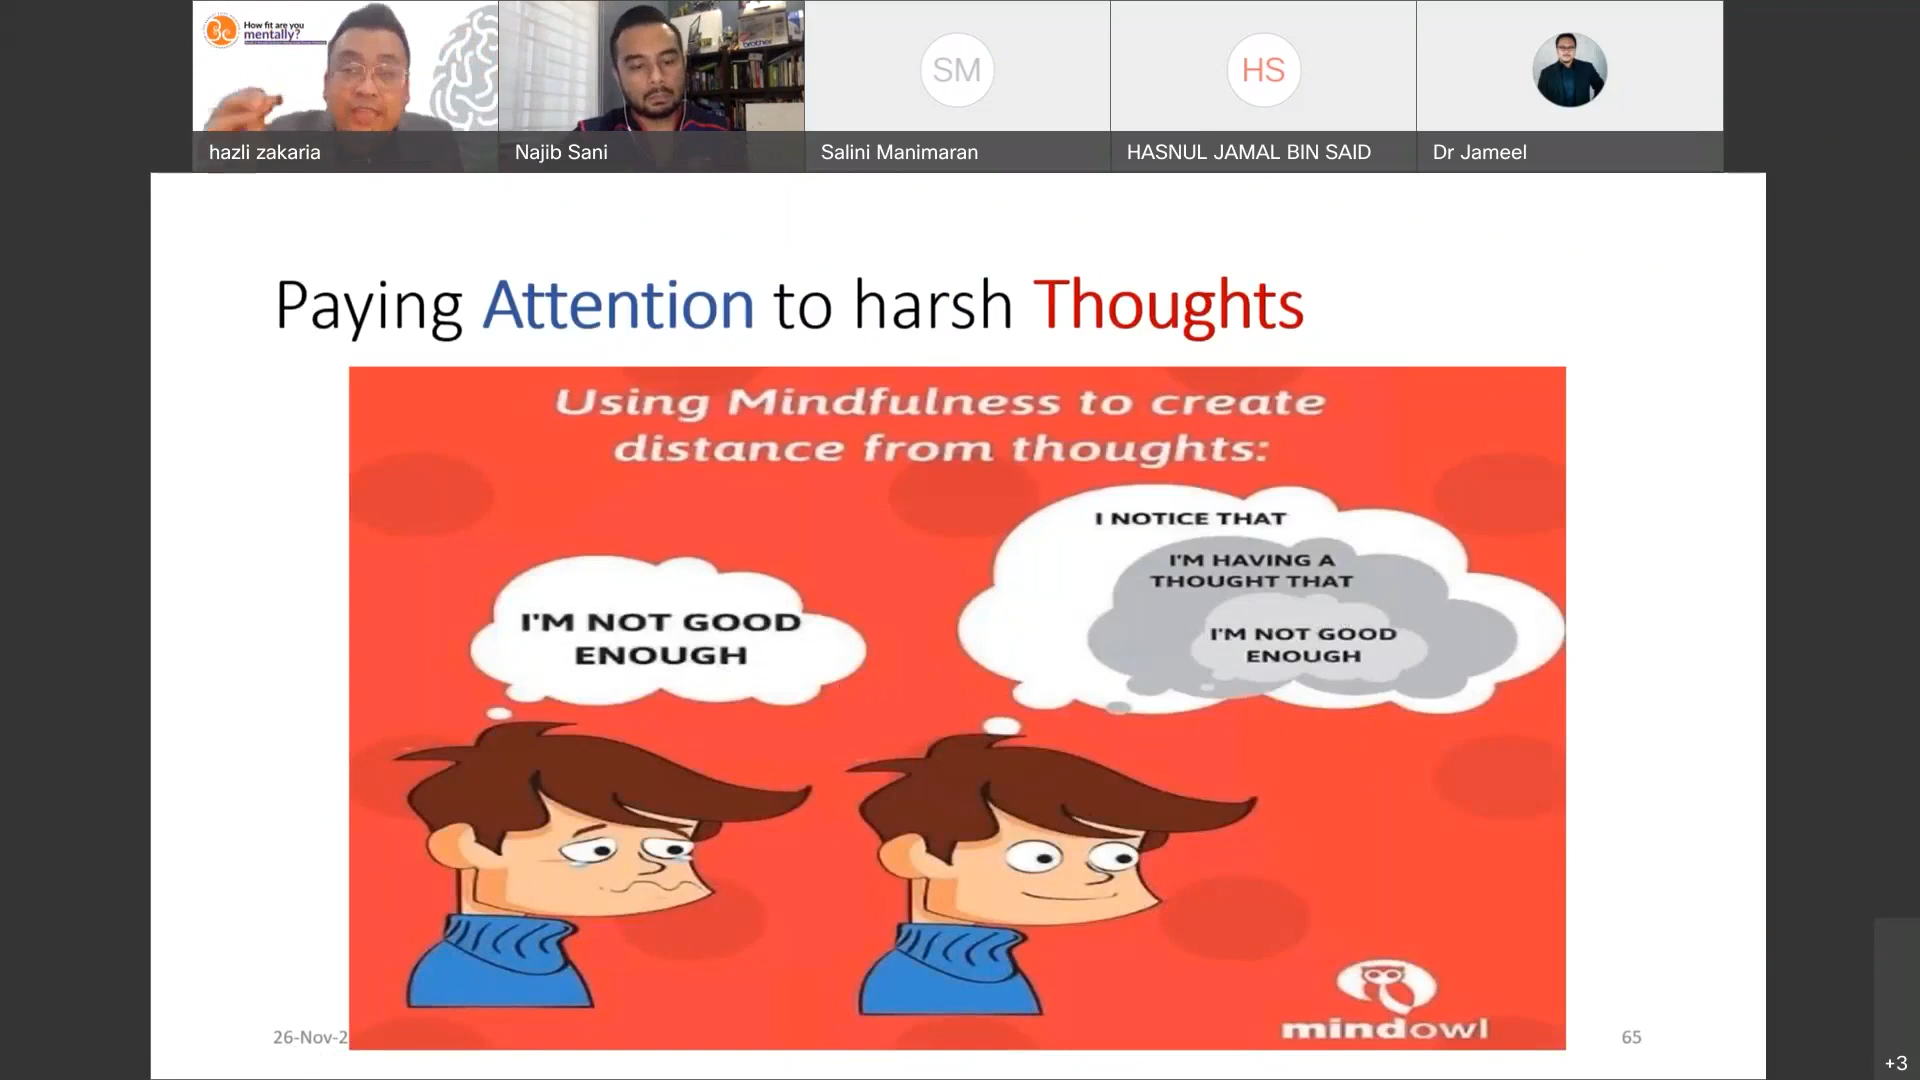 How fit are you
mentally?
brother
SM
HS
hazli zakaria
Najib Sani
Salini Manimaran
HASNUL JAMAL BIN SAID
Dr Jameel
Paying Attention to harsh Thoughts
Using Mindfulness to create
distance from thoughts:
I'M NOT GOOD
ENOUGH
I NOTICE THAT
I'M HAVING A
THOUGHT THAT
I'M NOT GOOD
ENOUGH
mindowl
26-Nov-2
65
+3